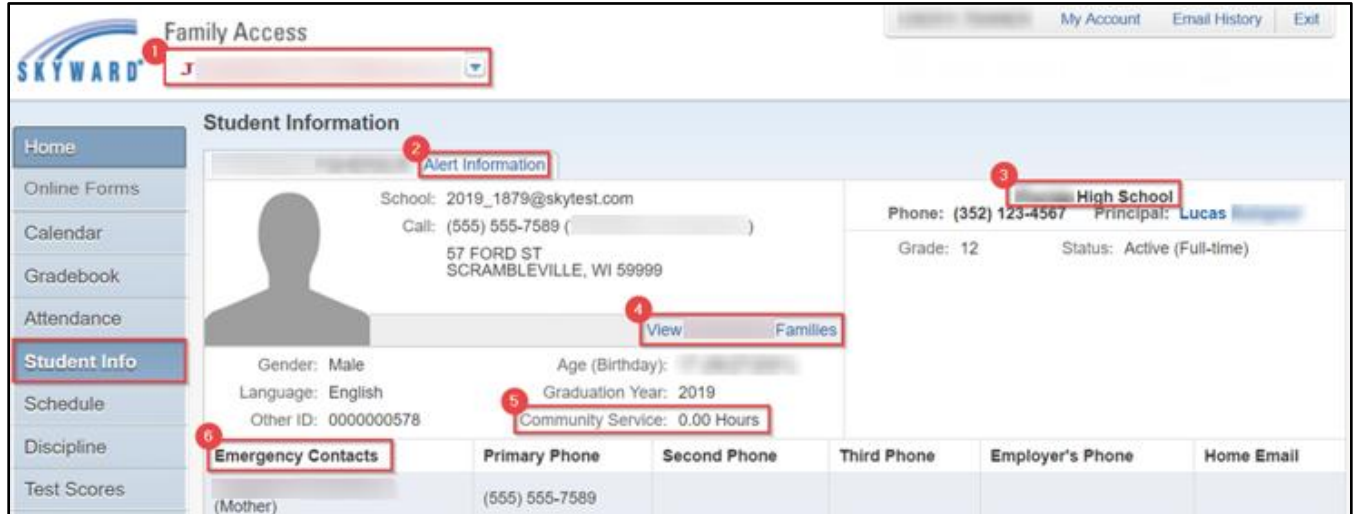 My Account Email History Exit
Family Access
SKYWARD
1
J
Student Information
2
Alert Information
Home
Online Forms
Calendar
Gradebook
Attendance
Student Info
Schedule
Discipline
Test Scores
School: 2019_1879@skytest.com
Call: (555) 555-7589 ( )
57 FORD ST
SCRAMBLEVILLE, WI 59999
3
High School
Phone: (352) 123-4567 Principal: Lucas
Grade: 12 Status: Active (Full-time)
4
View Families
Gender: Male Age (Birthday):
Language: English Graduation Year: 2019
5
Other ID: 0000000578 Community Service: 0.00 Hours
6
Emergency Contacts Primary Phone Second Phone Third Phone Employer's Phone Home Email
(Mother) (555) 555-7589